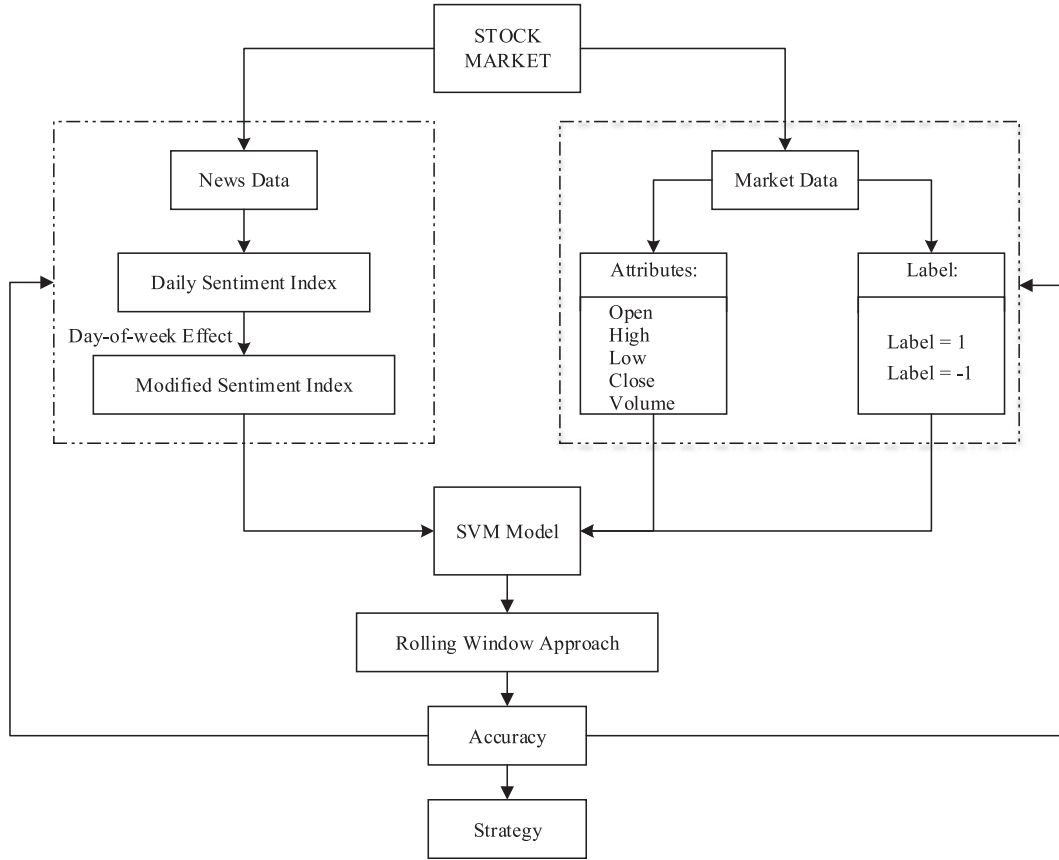 STOCK
MARKET
News Data
Daily Sentiment Index
Day-of-week Effect
Modified Sentiment Index
Market Data
Attributes:
Open
High
Low
Close
Volume
Label:
Label = 1
Label = -1
SVM Model
Rolling Window Approach
Accuracy
Strategy